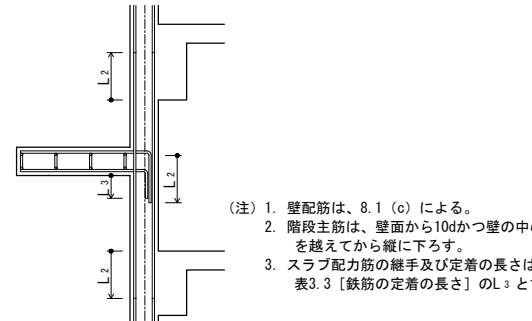 L2
L2
L3
L2
(注) 1. 壁配筋は、8.1 (c) による。
2. 階段主筋は、壁面から10dかつ壁の中
を越えてから縦に下ろす。
3. スラブ配力筋の継手及び定着の長さは
表3.3 [鉄筋の定着の長さ] のL3 と
L2